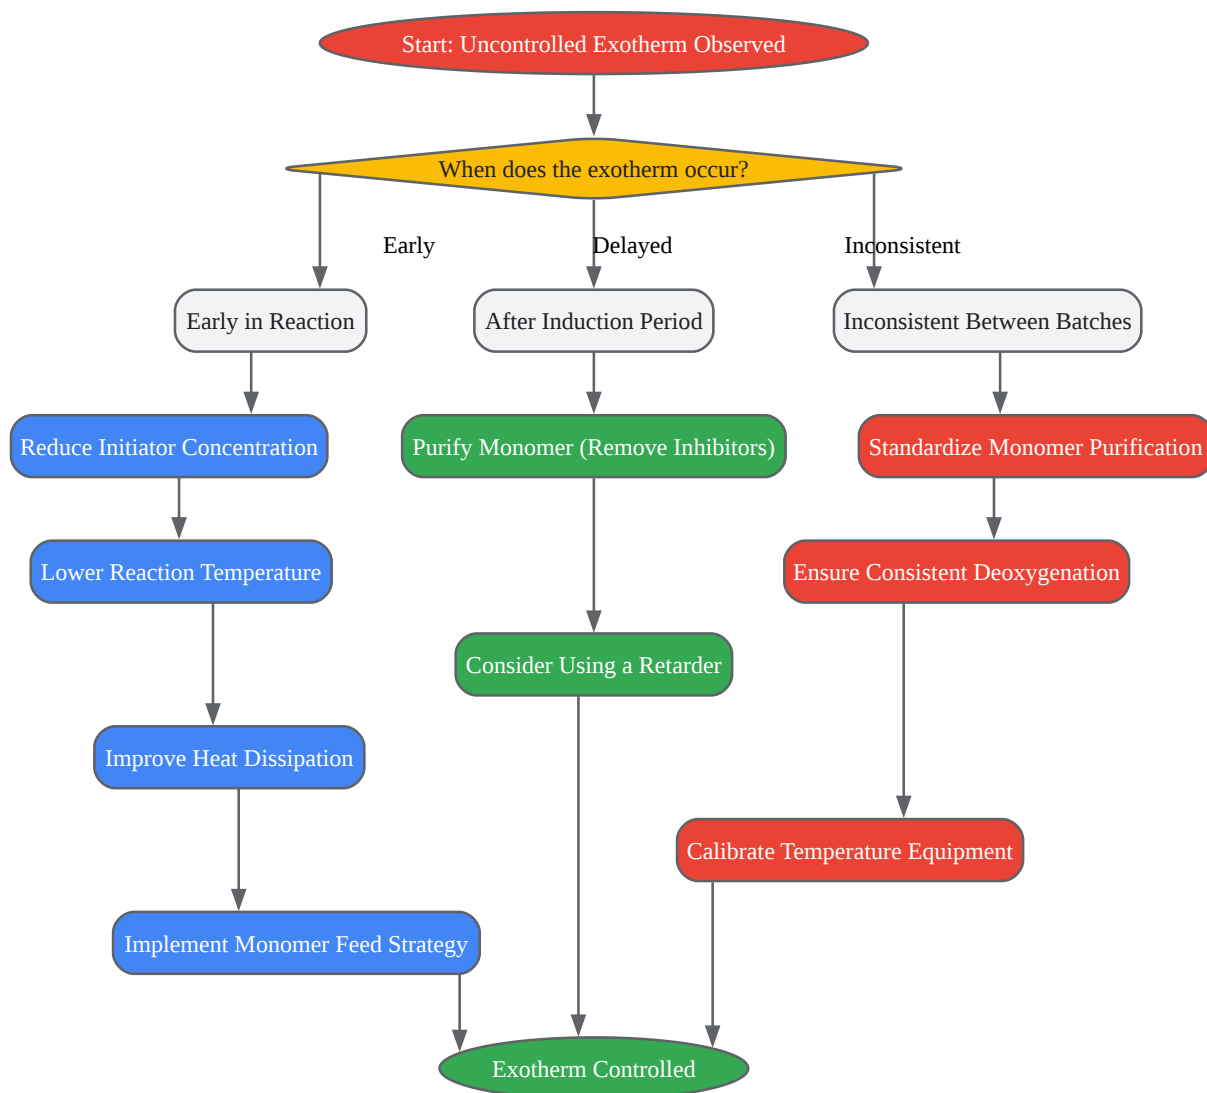 Start: Uncontrolled Exotherm Observed
When does the exotherm occur?
Early
Delayed
Inconsistent
Early in Reaction
After Induction Period
Inconsistent Between Batches
Reduce Initiator Concentration
Purify Monomer (Remove Inhibitors)
Standardize Monomer Purification
Lower Reaction Temperature
Ensure Consistent Deoxygenation
Consider Using a Retarder
Improve Heat Dissipation
Calibrate Temperature Equipment
Implement Monomer Feed Strategy
Exotherm Controlled